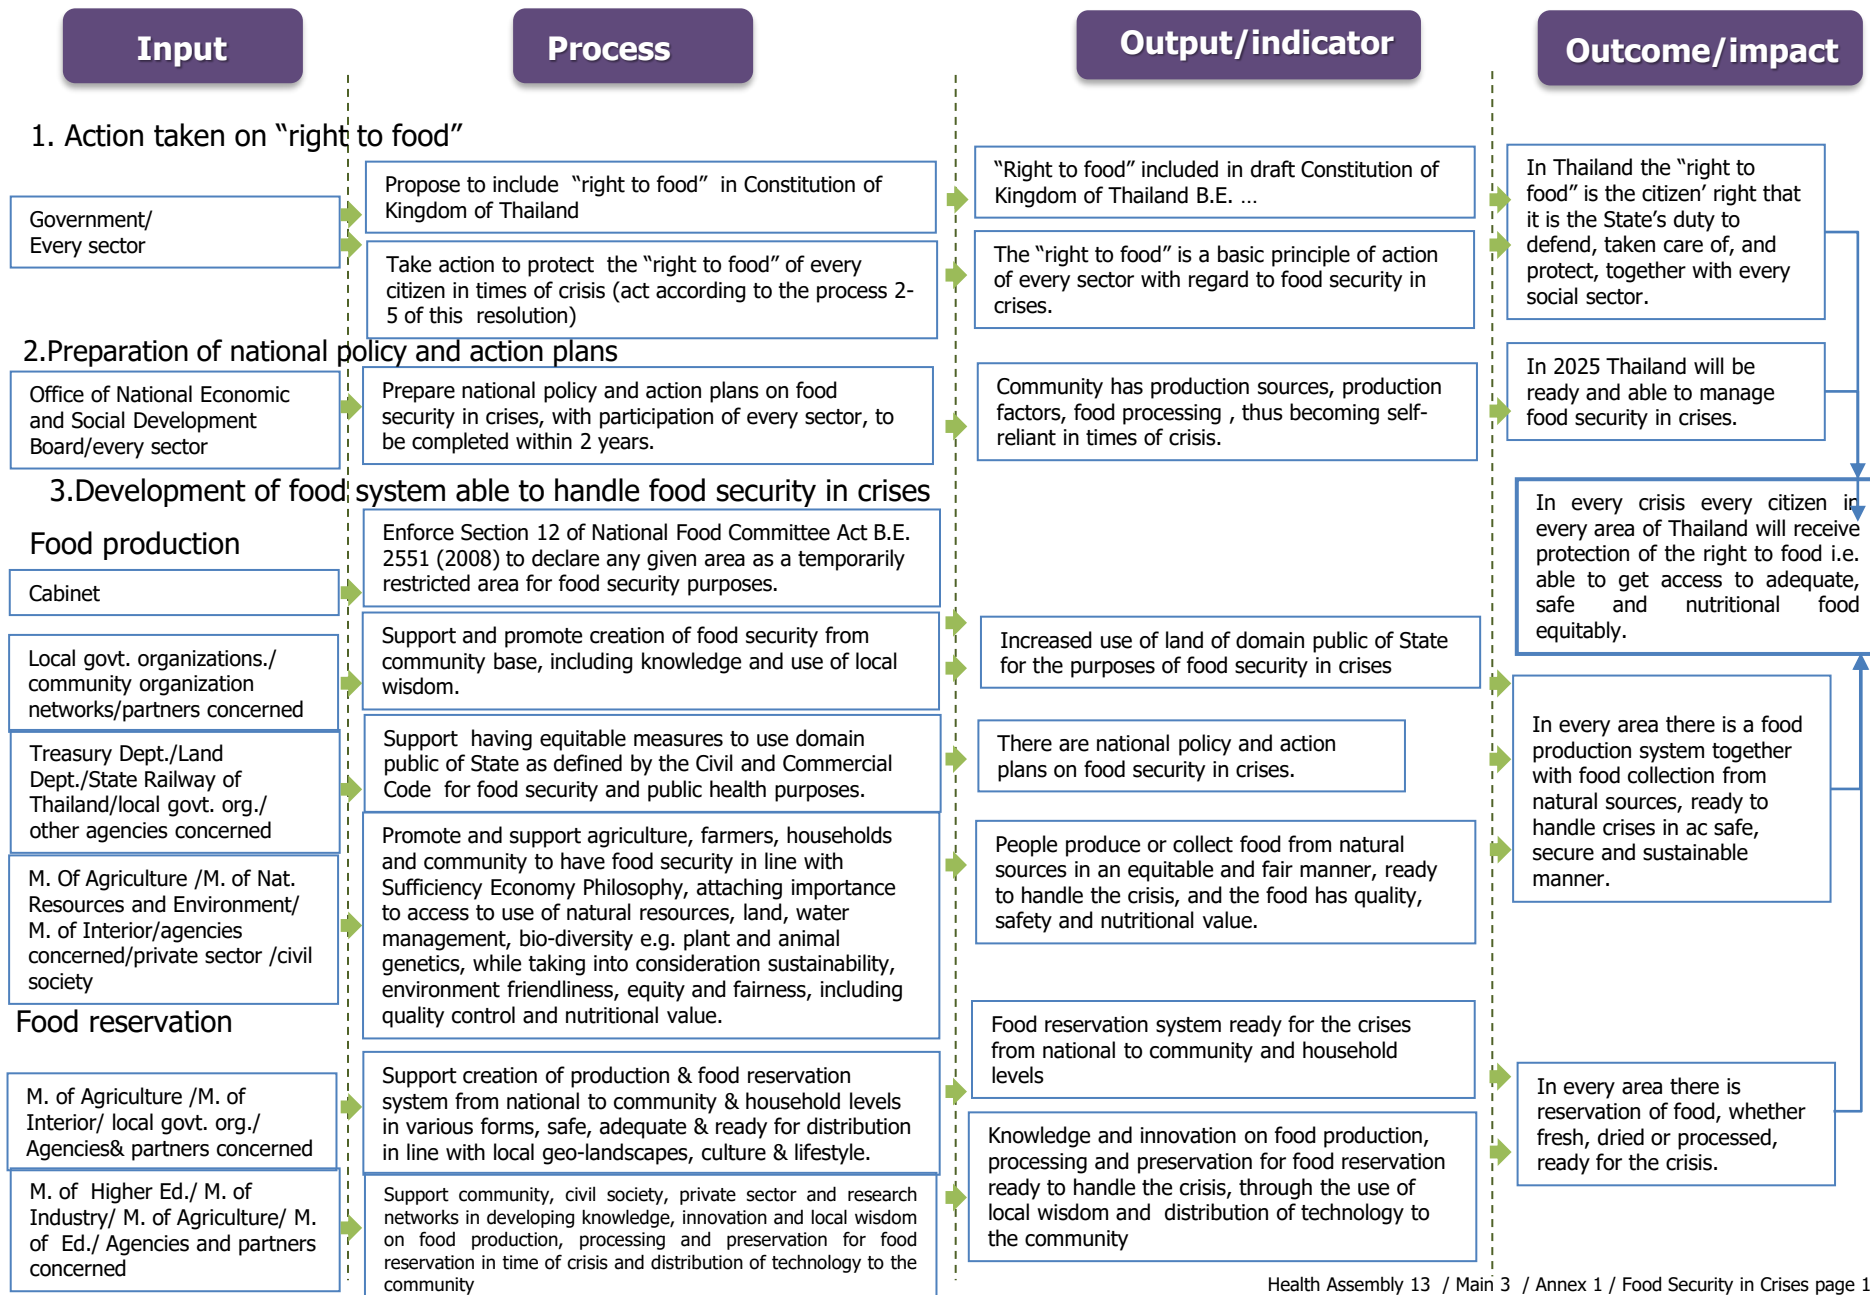 Input
Process
Output/indicator
Outcome/impact
1. Action taken on “right to food”
Government/
Every sector
Propose to include “right to food” in Constitution of
Kingdom of Thailand
Take action to protect the “right to food” of every
citizen in times of crisis (act according to the process 2-
5 of this resolution)
“Right to food” included in draft Constitution of
Kingdom of Thailand B.E. …
The “right to food” is a basic principle of action
of every sector with regard to food security in
crises.
In Thailand the “right to
food” is the citizen’ right that
it is the State’s duty to
defend, taken care of, and
protect, together with every
social sector.
2.Preparation of national policy and action plans
Office of National Economic
and Social Development
Board/every sector
Prepare national policy and action plans on food
security in crises, with participation of every sector, to
be completed within 2 years.
Community has production sources, production
factors, food processing , thus becoming self-
reliant in times of crisis.
In 2025 Thailand will be
ready and able to manage
food security in crises.
3.Development of food system able to handle food security in crises
In every crisis every citizen in
every area of Thailand will receive
protection of the right to food i.e.
able to get access to adequate,
safe and nutritional food
equitably.
Food production
Cabinet
Enforce Section 12 of National Food Committee Act B.E.
2551 (2008) to declare any given area as a temporarily
restricted area for food security purposes.
Local govt. organizations./
community organization
networks/partners concerned
Support and promote creation of food security from
community base, including knowledge and use of local
wisdom.
Increased use of land of domain public of State
for the purposes of food security in crises
Treasury Dept./Land
Dept./State Railway of
Thailand/local govt. org./
other agencies concerned
Support having equitable measures to use domain
public of State as defined by the Civil and Commercial
Code for food security and public health purposes.
There are national policy and action
plans on food security in crises.
In every area there is a food
production system together
with food collection from
natural sources, ready to
handle crises in ac safe,
secure and sustainable
manner.
M. Of Agriculture /M. of Nat.
Resources and Environment/
M. of Interior/agencies
concerned/private sector /civil
society
Promote and support agriculture, farmers, households
and community to have food security in line with
Sufficiency Economy Philosophy, attaching importance
to access to use of natural resources, land, water
management, bio-diversity e.g. plant and animal
genetics, while taking into consideration sustainability,
environment friendliness, equity and fairness, including
quality control and nutritional value.
People produce or collect food from natural
sources in an equitable and fair manner, ready
to handle the crisis, and the food has quality,
safety and nutritional value.
Food reservation
M. of Agriculture /M. of
Interior/ local govt. org./
Agencies& partners concerned
Support creation of production & food reservation
system from national to community & household levels
in various forms, safe, adequate & ready for distribution
in line with local geo-landscapes, culture & lifestyle.
Food reservation system ready for the crises
from national to community and household
levels
In every area there is
reservation of food, whether
fresh, dried or processed,
ready for the crisis.
M. of Higher Ed./ M. of
Industry/ M. of Agriculture/ M.
of Ed./ Agencies and partners
concerned
Support community, civil society, private sector and research
networks in developing knowledge, innovation and local wisdom
on food production, processing and preservation for food
reservation in time of crisis and distribution of technology to the
community
Knowledge and innovation on food production,
processing and preservation for food reservation
ready to handle the crisis, through the use of
local wisdom and distribution of technology to
the community
Health Assembly 13 / Main 3 / Annex 1 / Food Security in Crises page 1